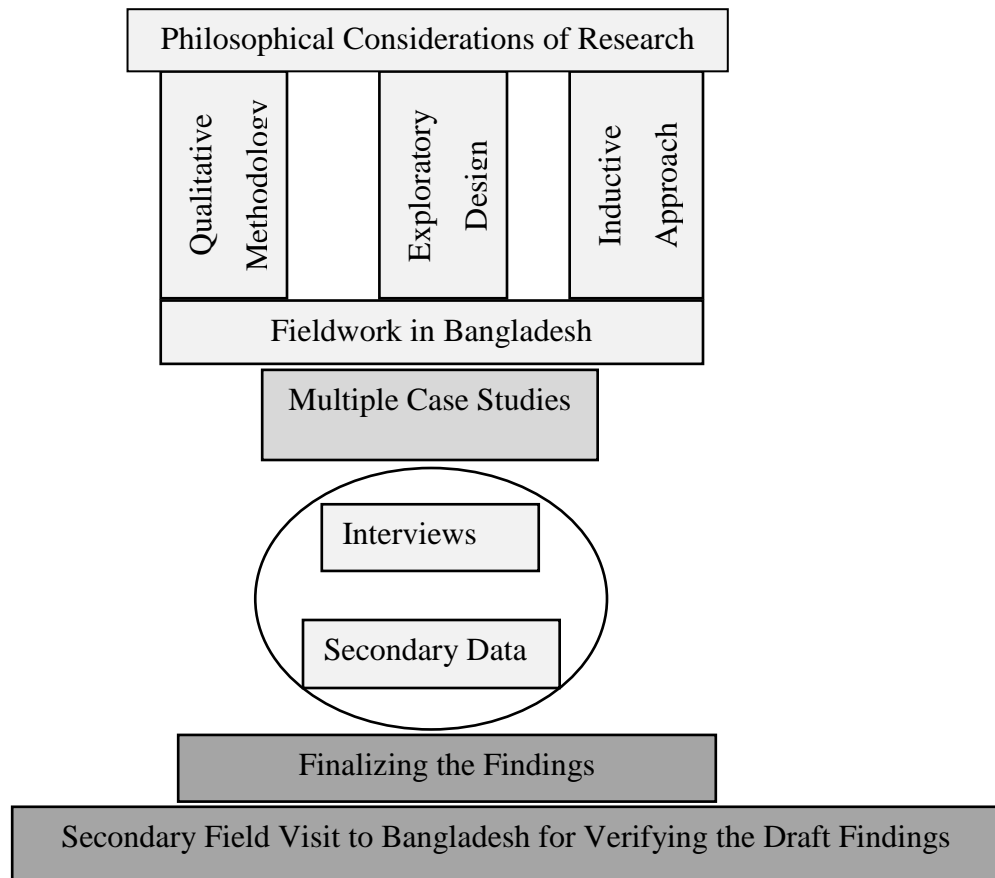 Philosophical Considerations of Research
Qualitative
Methodology
Exploratory
Design
Inductive
Approach
Fieldwork in Bangladesh
Multiple Case Studies
Interviews
Secondary Data
Finalizing the Findings
Secondary Field Visit to Bangladesh for Verifying the Draft Findings